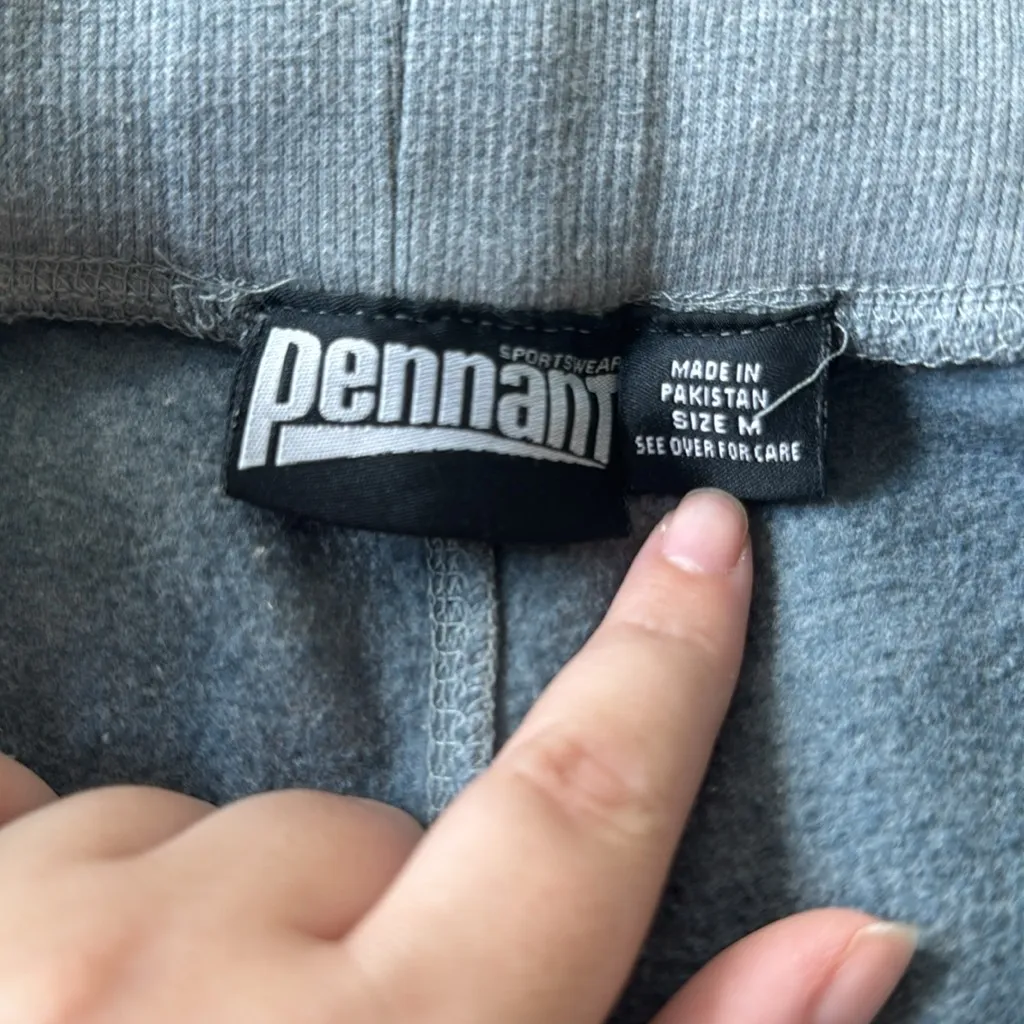 SPORTSWEAR
pennant
MADE IN
PAKISTAN
SIZE M
SEE OVER FOR CARE